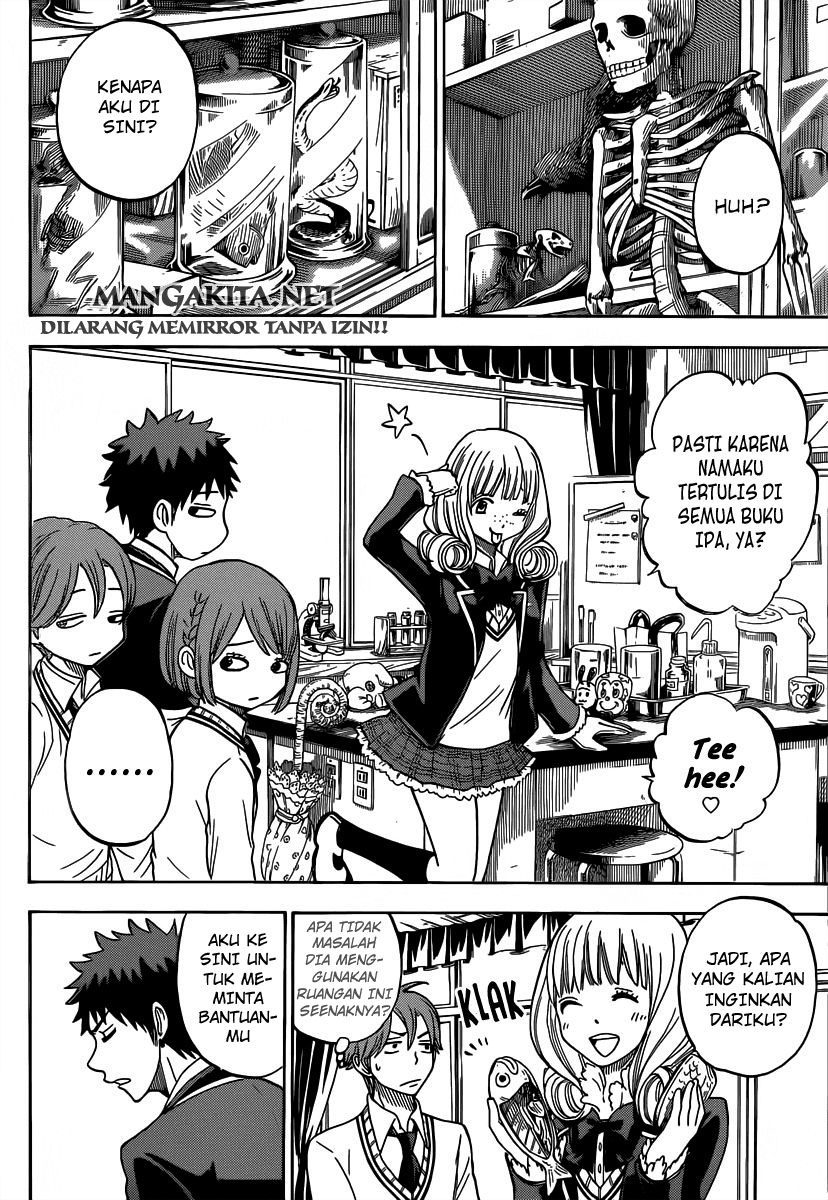 HUH?
KENAPA
AKU DI
SINI?
MANGAKITA.NET
DILARANG MEMIRROR TANPA IZIN!!
PASTI KARENA
NAMAKU
TERTULIS DI
SEMUA BUKU
IPA, YA?
Tee
hee!
♡
......
JADI, APA
YANG KALIAN
INGINKAN
DARIKU?
KLAK
APA TIDAK
MASALAH
DIA MENG-
GUNAKAN
RUANGAN INI
SEENAKNYA?
AKU KE
SINI UN-
TUK ME-
MINTA
BANTUAN-
MU